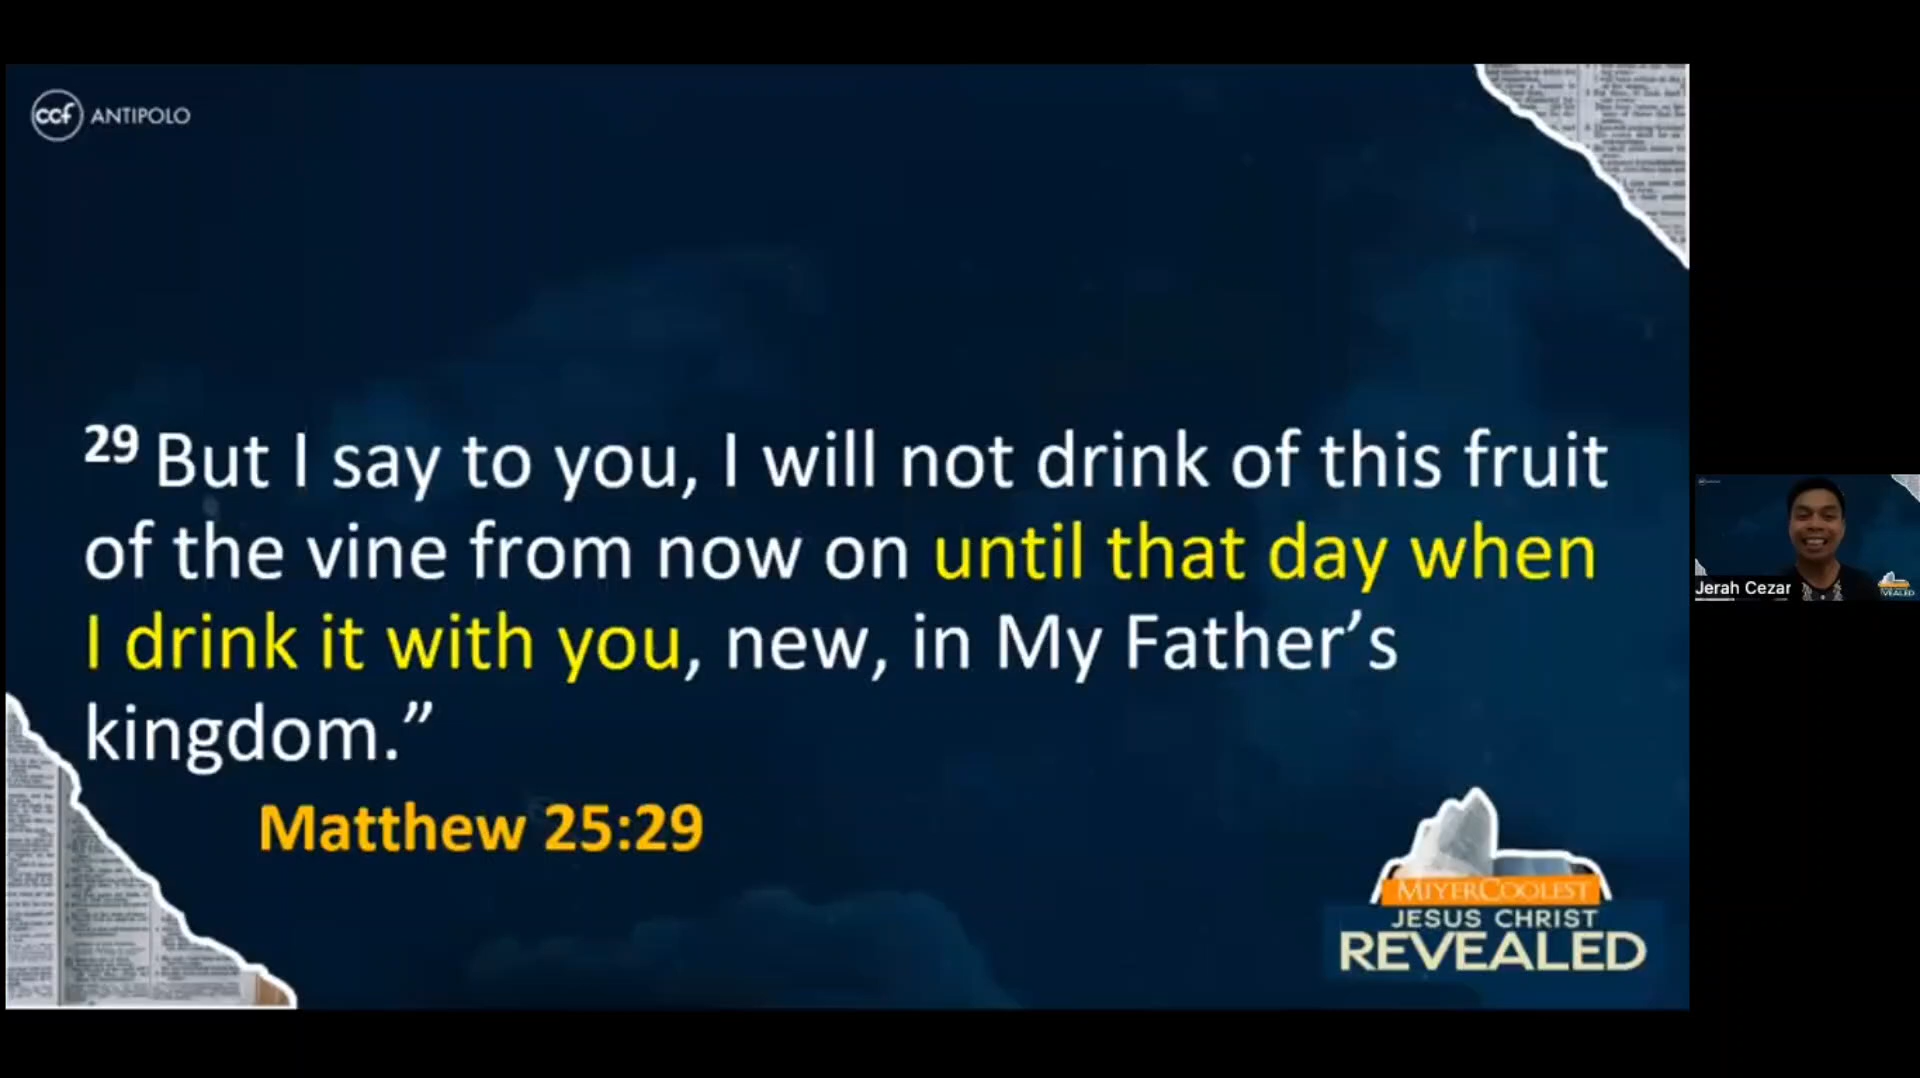 ccf ANTIPOLO
29 But I say to you, I will not drink of this fruit
of the vine from now on until that day when
I drink it with you, new, in My Father’s
kingdom.”
Matthew 25:29
MIYERCOOLEST
JESUS CHRIST
REVEALED
Jerah Cezar